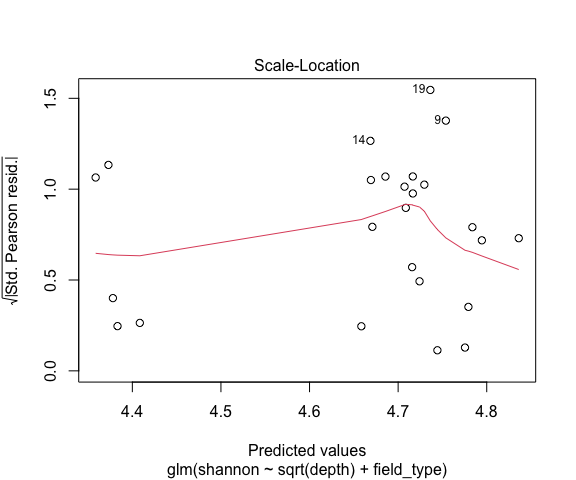 Scale-Location
√|Std. Pearson resid.|
1.5
1.0
0.5
0.0
19
9
14
4.4 4.5 4.6 4.7 4.8
Predicted values
glm(shannon ~ sqrt(depth) + field_type)